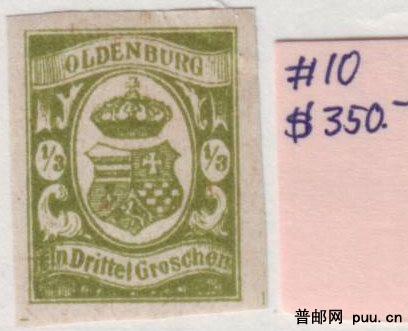 OLDENBURG
1/3 1/3
Ein Drittel Groschen
#10
$350.-
普邮网 puu.cn